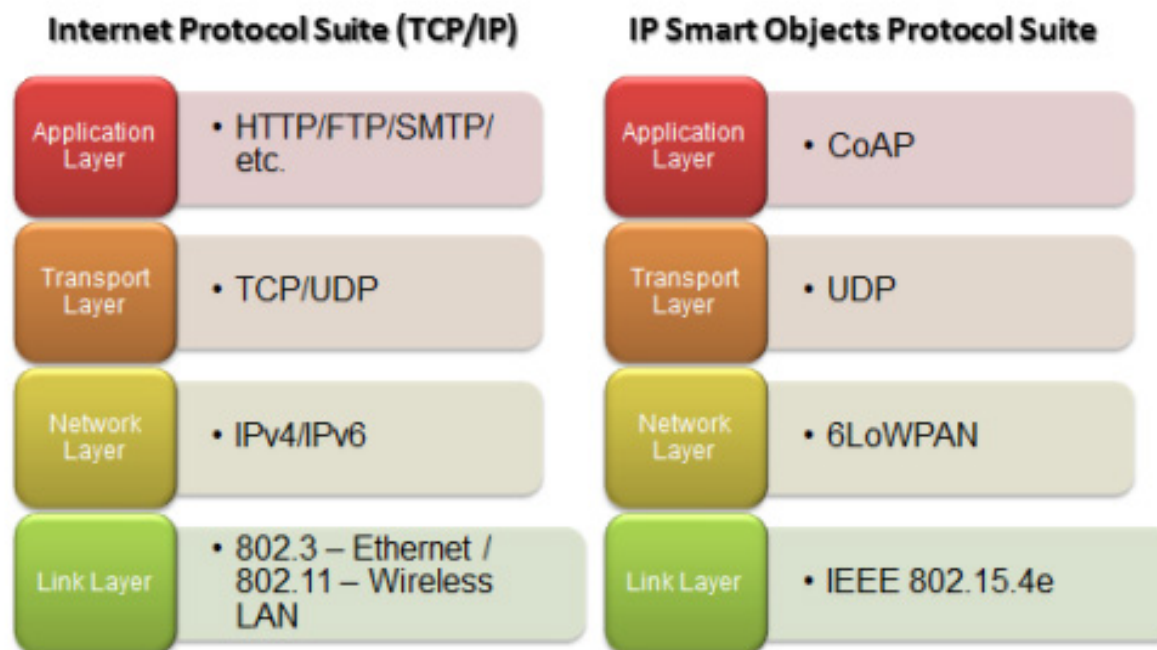 Internet Protocol Suite (TCP/IP)
Application
Layer
• HTTP/FTP/SMTP/
etc.
Transport
Layer
• TCP/UDP
Network
Layer
• IPv4/IPv6
Link Layer
• 802.3 – Ethernet /
802.11 – Wireless
LAN
IP Smart Objects Protocol Suite
Application
Layer
• CoAP
Transport
Layer
• UDP
Network
Layer
• 6LoWPAN
Link Layer
• IEEE 802.15.4e